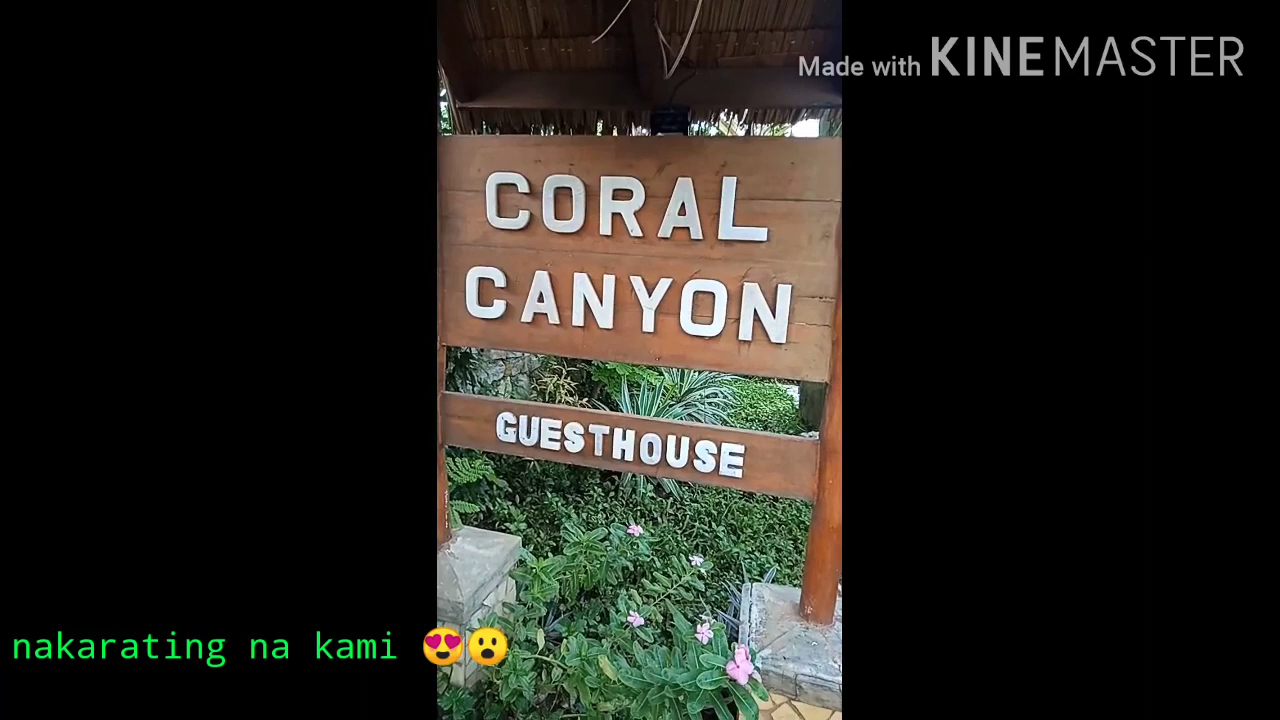 Made with KINEMASTER
CORAL
CANYON
GUESTHOUSE
nakarating na kami 😍😮